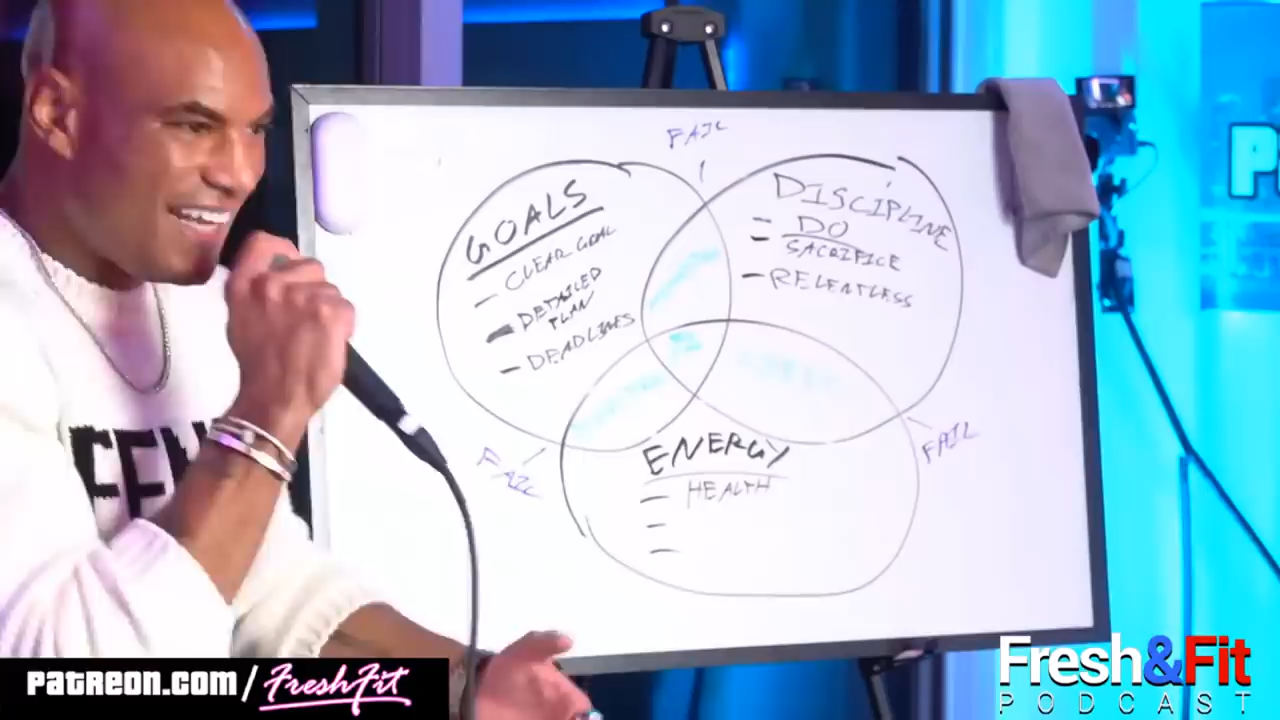 FAIL
GOALS
- CLEAR GOAL
- DETAILED
PLAN
- DEADLINES
DISCIPLINE
- DO
- SACRIFICE
- RELENTLESS
FAIL
FAIL
ENERGY
- HEALTH
-
-
FEN
P
PATREON.COM/FreshFit
Fresh&Fit
PODCAST